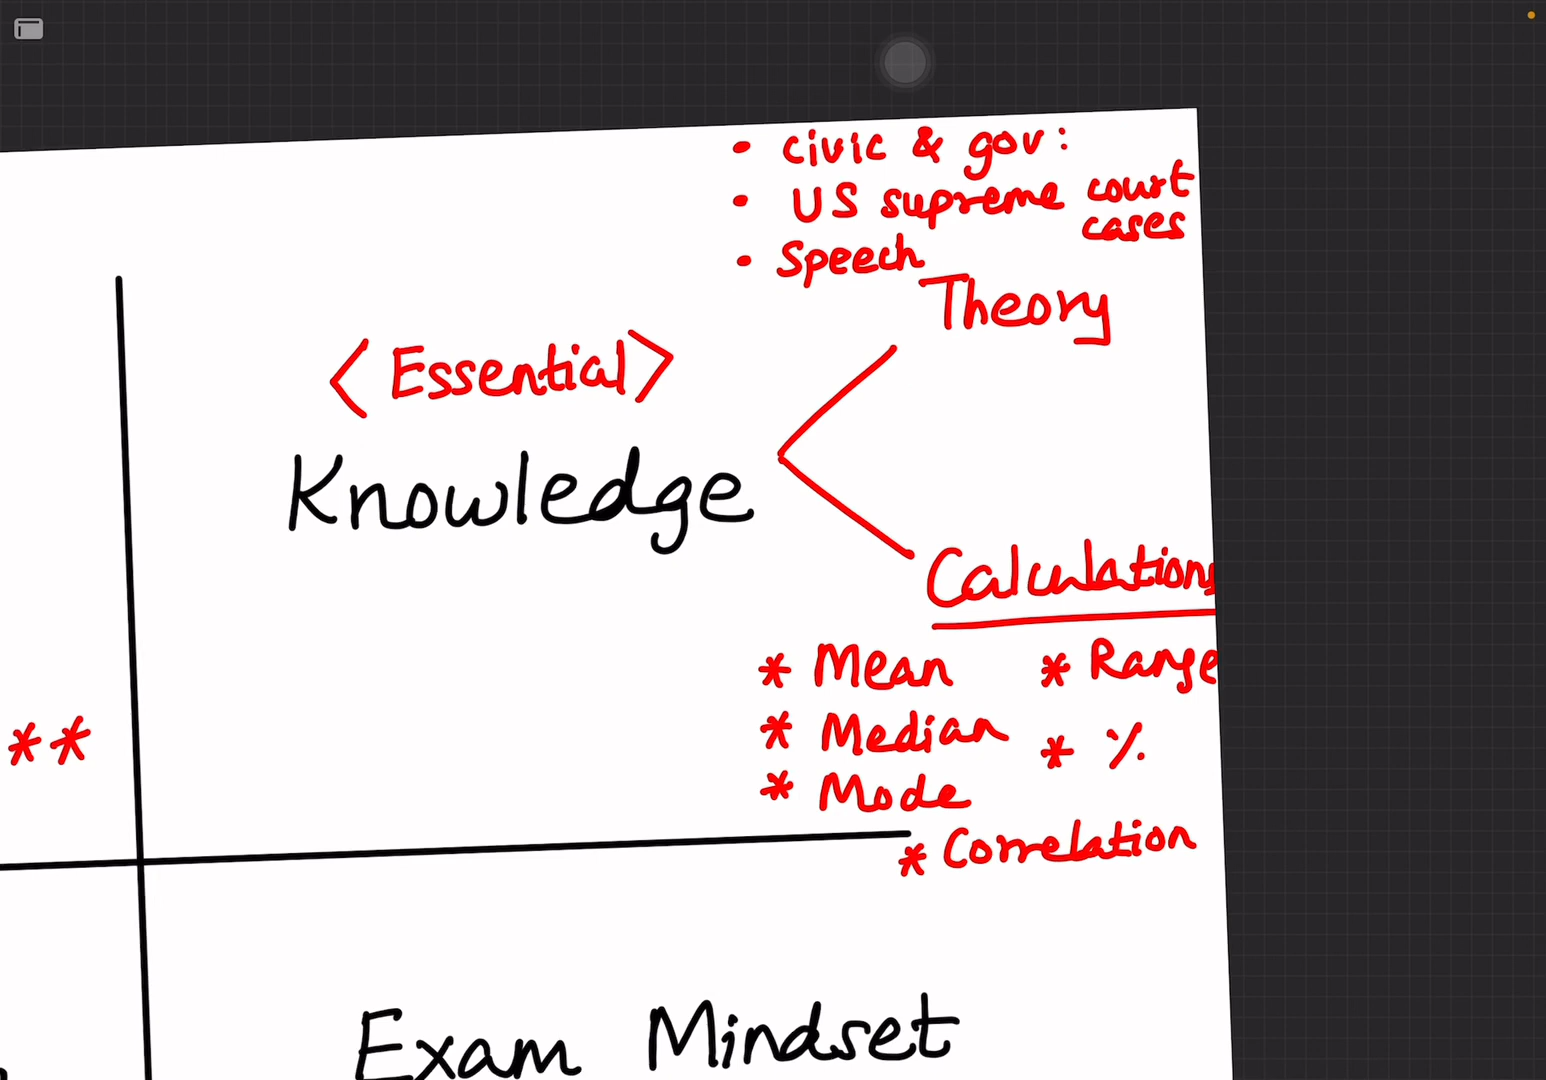 • civic & gov:
• US supreme court
cases
• Speech
Theory
<Essential>
Knowledge
Calculations
* Mean * Range
* Median * %
* Mode
* Correlation
**
Exam Mindset